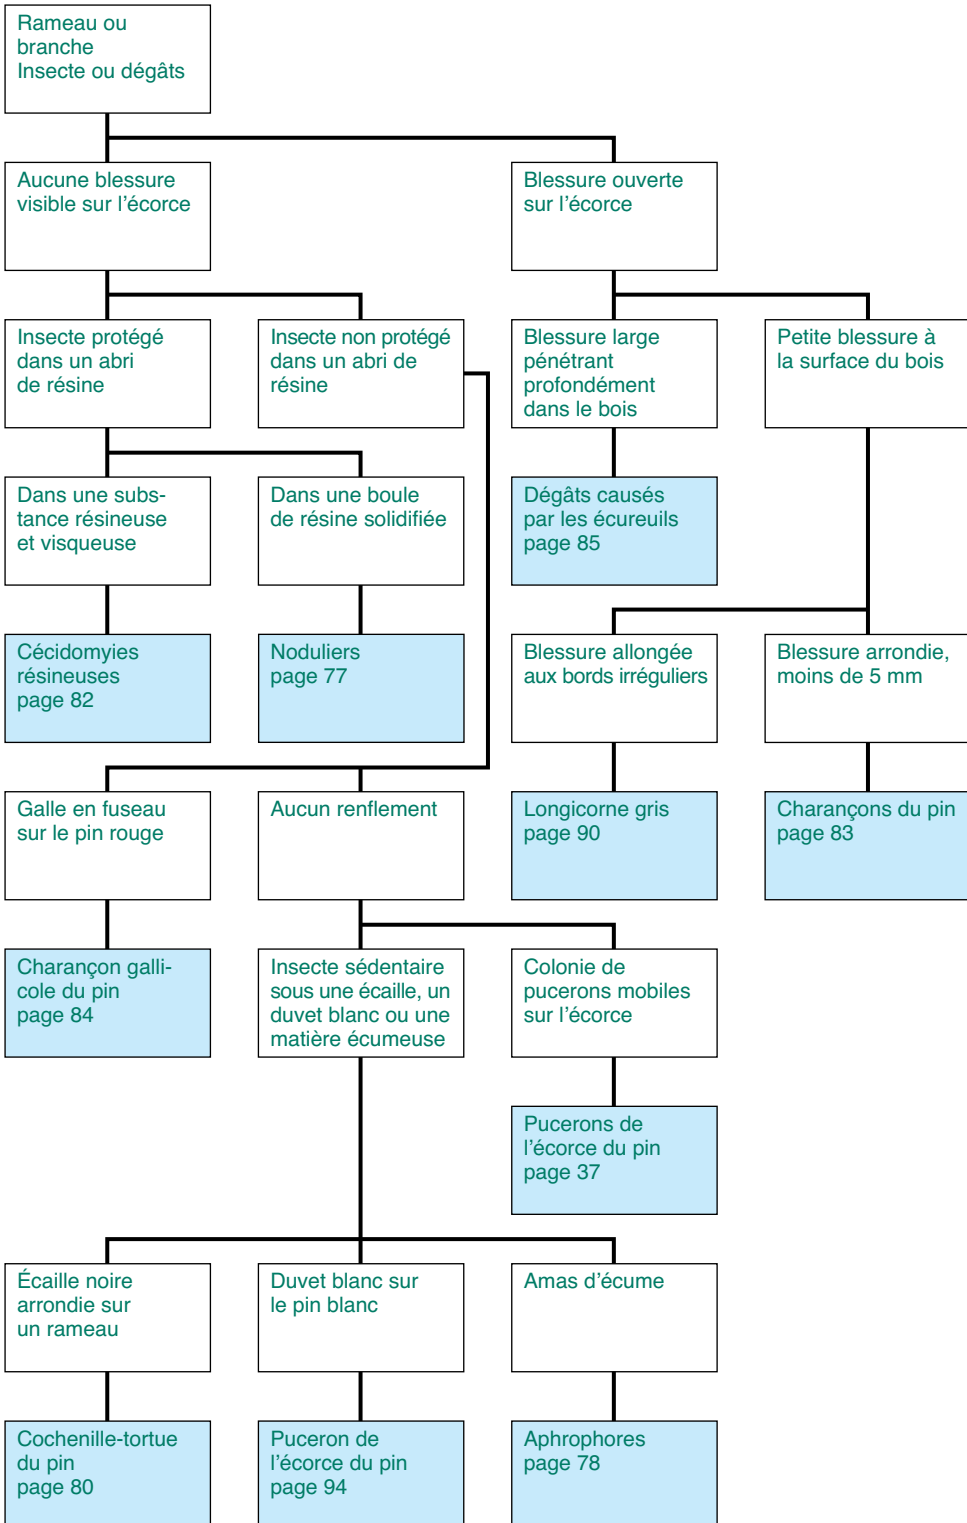 Rameau ou
branche
Insecte ou dégâts
Aucune blessure
visible sur l'écorce
Blessure ouverte
sur l'écorce
Insecte protégé
dans un abri
de résine
Insecte non protégé
dans un abri de
résine
Blessure large
pénétrant
profondément
dans le bois
Petite blessure à
la surface du bois
Dans une subs-
tance résineuse
et visqueuse
Dans une boule
de résine solidifiée
Dégâts causés
par les écureuils
page 85
Cécidomyies
résineuses
page 82
Noduliers
page 77
Blessure allongée
aux bords irréguliers
Blessure arrondie,
moins de 5 mm
Galle en fuseau
sur le pin rouge
Aucun renflement
Longicorne gris
page 90
Charançons du pin
page 83
Charançon galli-
cole du pin
page 84
Insecte sédentaire
sous une écaille, un
duvet blanc ou une
matière écumeuse
Colonie de
pucerons mobiles
sur l'écorce
Pucerons de
l'écorce du pin
page 37
Écaille noire
arrondie sur
un rameau
Duvet blanc sur
le pin blanc
Amas d'écume
Cochenille-tortue
du pin
page 80
Puceron de
l'écorce du pin
page 94
Aphrophores
page 78